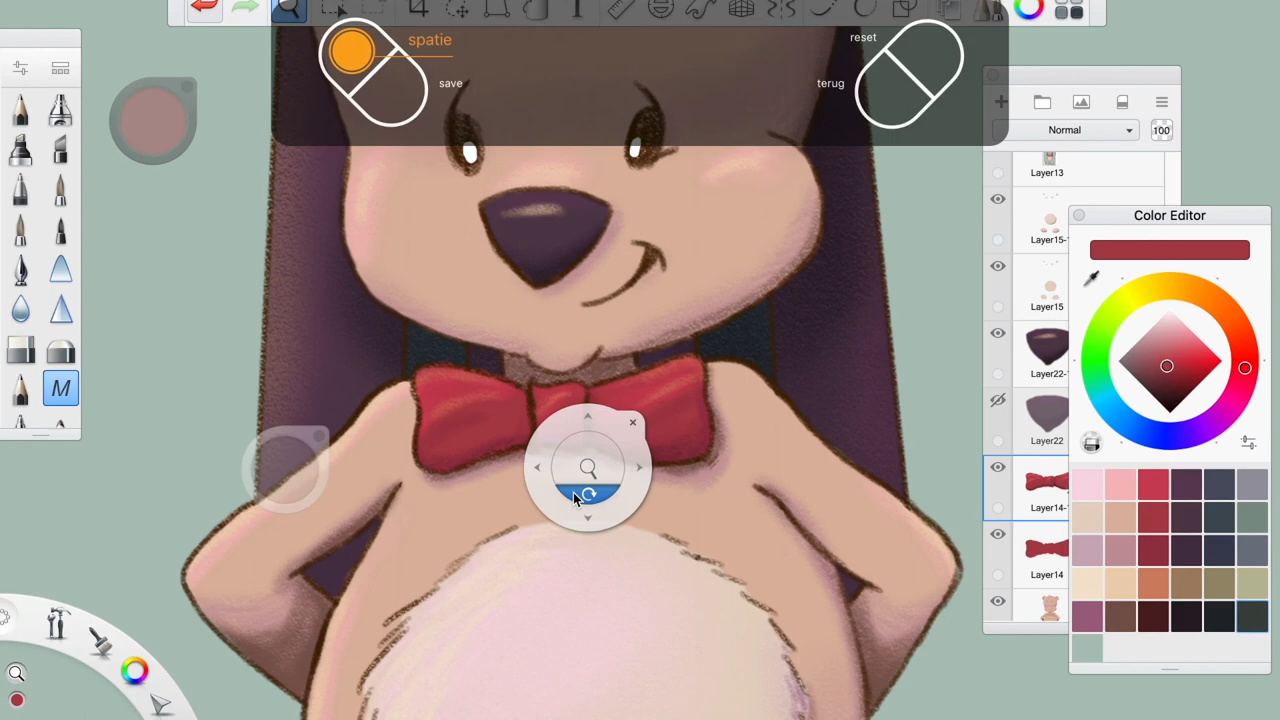 spatie
save
reset
terug
Normal
100
Layer13
Layer15-
Layer15
Layer22-
Layer22
Layer14-
Layer14
Color Editor
M